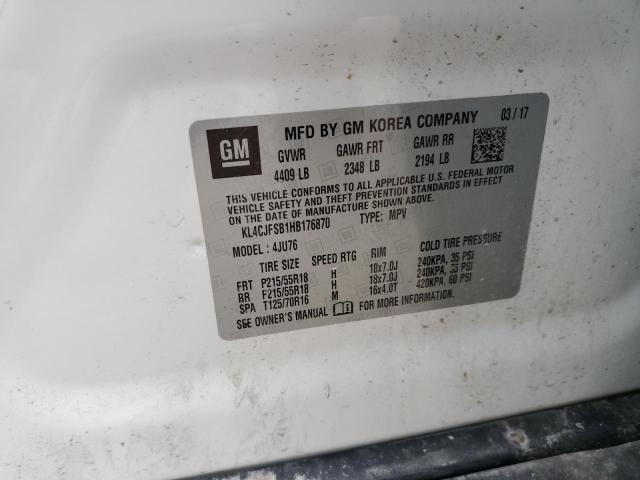 GM
MFD BY GM KOREA COMPANY 03 / 17
GVWR GAWR FRT GAWR RR
4409 LB 2348 LB 2194 LB
THIS VEHICLE CONFORMS TO ALL APPLICABLE U.S. FEDERAL MOTOR
VEHICLE SAFETY AND THEFT PREVENTION STANDARDS IN EFFECT
ON THE DATE OF MANUFACTURE SHOWN ABOVE.
KL4CJFSB1HB176870 TYPE: MPV
MODEL: 4JU76
TIRE SIZE SPEED RTG RIM COLD TIRE PRESSURE
FRT P215/55R18 H 18x7.0J 240KPA, 35 PSI
RR P215/55R18 H 18x7.0J 240KPA, 35 PSI
SPA T125/70R16 M 16x4.0T 420KPA, 60 PSI
SEE OWNER'S MANUAL FOR MORE INFORMATION.